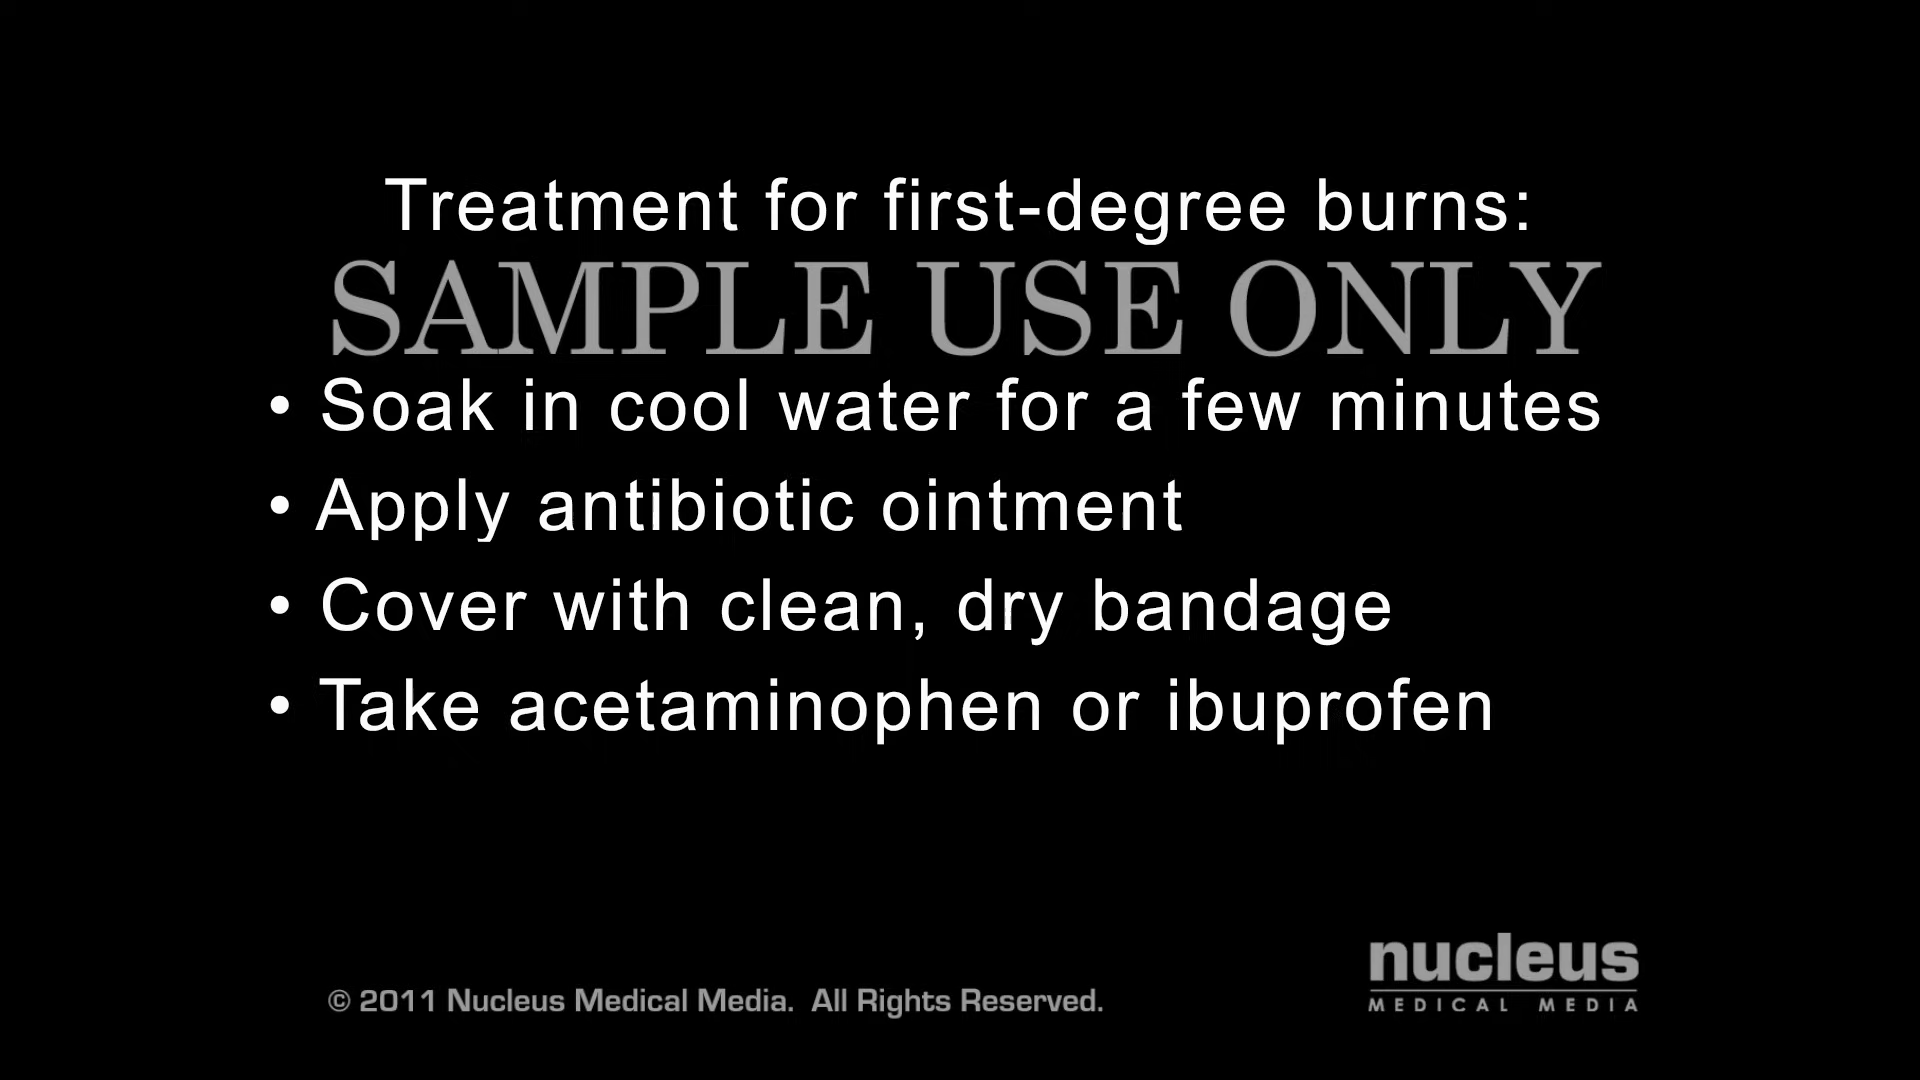 Treatment for first-degree burns:
SAMPLE USE ONLY
• Soak in cool water for a few minutes
• Apply antibiotic ointment
• Cover with clean, dry bandage
• Take acetaminophen or ibuprofen
nucleus
MEDICAL MEDIA
© 2011 Nucleus Medical Media.  All Rights Reserved.